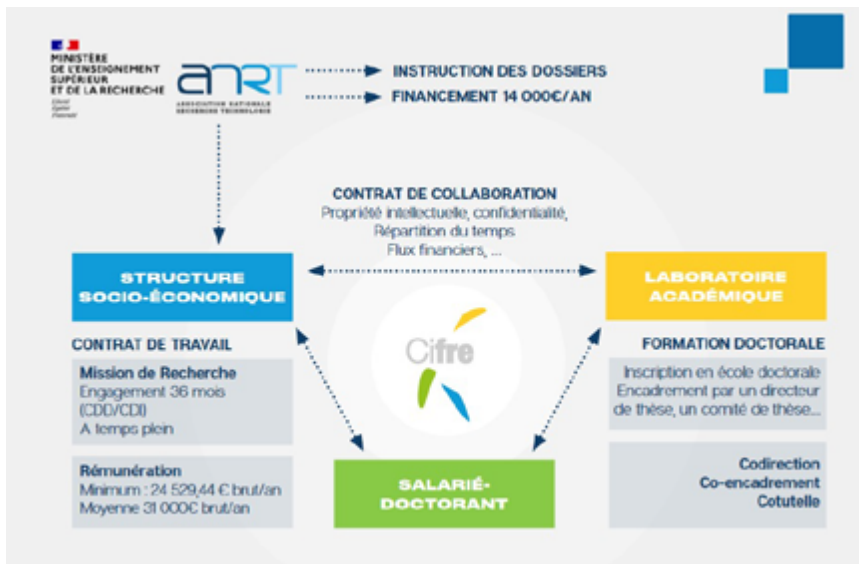 MINISTÈRE
DE L'ENSEIGNEMENT
SUPÉRIEUR
ET DE LA RECHERCHE
Liberté
Égalité
Fraternité
ANRT
ASSOCIATION NATIONALE
RECHERCHE TECHNOLOGIE
INSTRUCTION DES DOSSIERS
FINANCEMENT 14 000€/AN
CONTRAT DE COLLABORATION
Propriété intellectuelle, confidentialité,
Répartition du temps
Flux financiers, ...
STRUCTURE
SOCIO-ÉCONOMIQUE
LABORATOIRE
ACADÉMIQUE
CONTRAT DE TRAVAIL
Mission de Recherche
Engagement 36 mois
(CDD/CDI)
A temps plein
Rémunération
Minimum : 24 529,44 € brut/an
Moyenne 31 000€ brut/an
Cifre
SALARIÉ-
DOCTORANT
FORMATION DOCTORALE
Inscription en école doctorale
Encadrement par un directeur
de thèse, un comité de thèse...
Codirection
Co-encadrement
Cotutelle